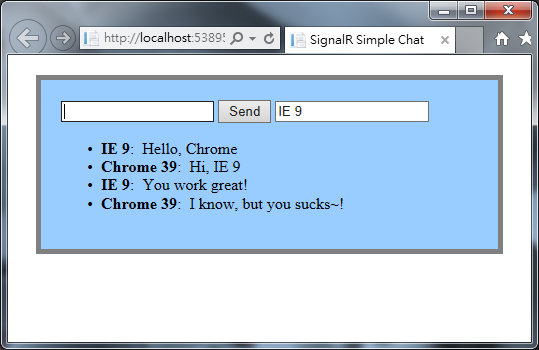 http://localhost:5389
SignalR Simple Chat
Send
IE 9
IE 9: Hello, Chrome
Chrome 39: Hi, IE 9
IE 9: You work great!
Chrome 39: I know, but you sucks~!